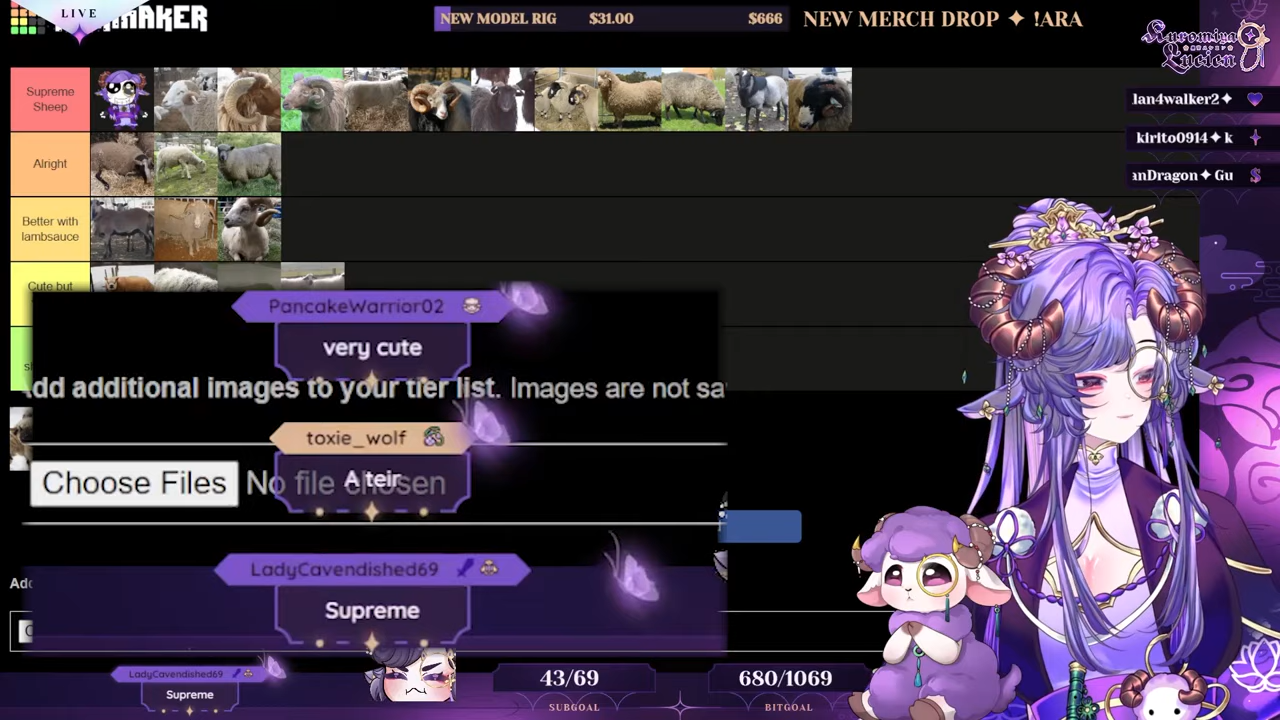 LIVE
MAKER
NEW MODEL RIG $31.00 $666
NEW MERCH DROP ✦ !ARA
Kuromiya
Lucien
lan4walker2✦
kirito0914✦ k
anDragon✦ Gu
Supreme
Sheep
Alright
Better with
lambsauce
Cute but
PancakeWarrior02
very cute
dd additional images to your tier list. Images are not sa
toxie_wolf
A teir
Choose Files No file chosen
LadyCavendished69
Supreme
LadyCavendished69
Supreme
43/69
SUBGOAL
680/1069
BITGOAL